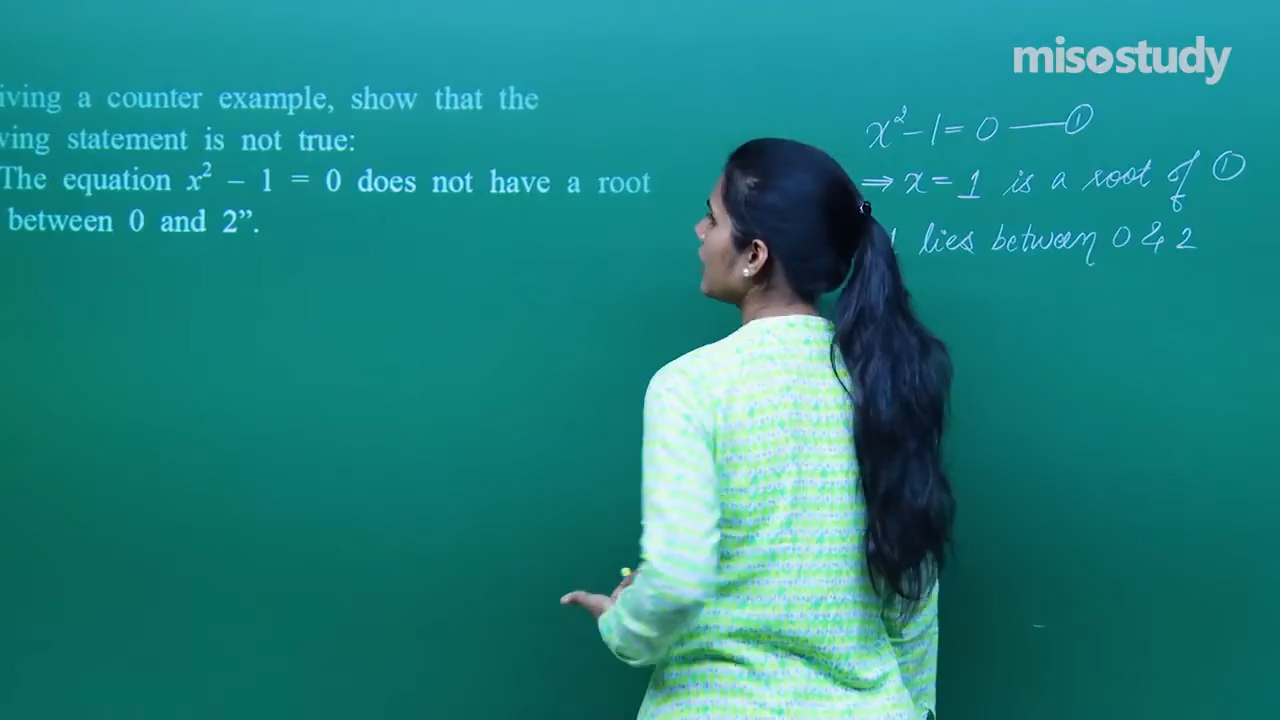 misostudy
iving a counter example, show that the
ving statement is not true:
The equation x² – 1 = 0 does not have a root
between 0 and 2”.
x² – 1 = 0 — ①
⇒ x = 1 is a root of ①
lies between 0 & 2